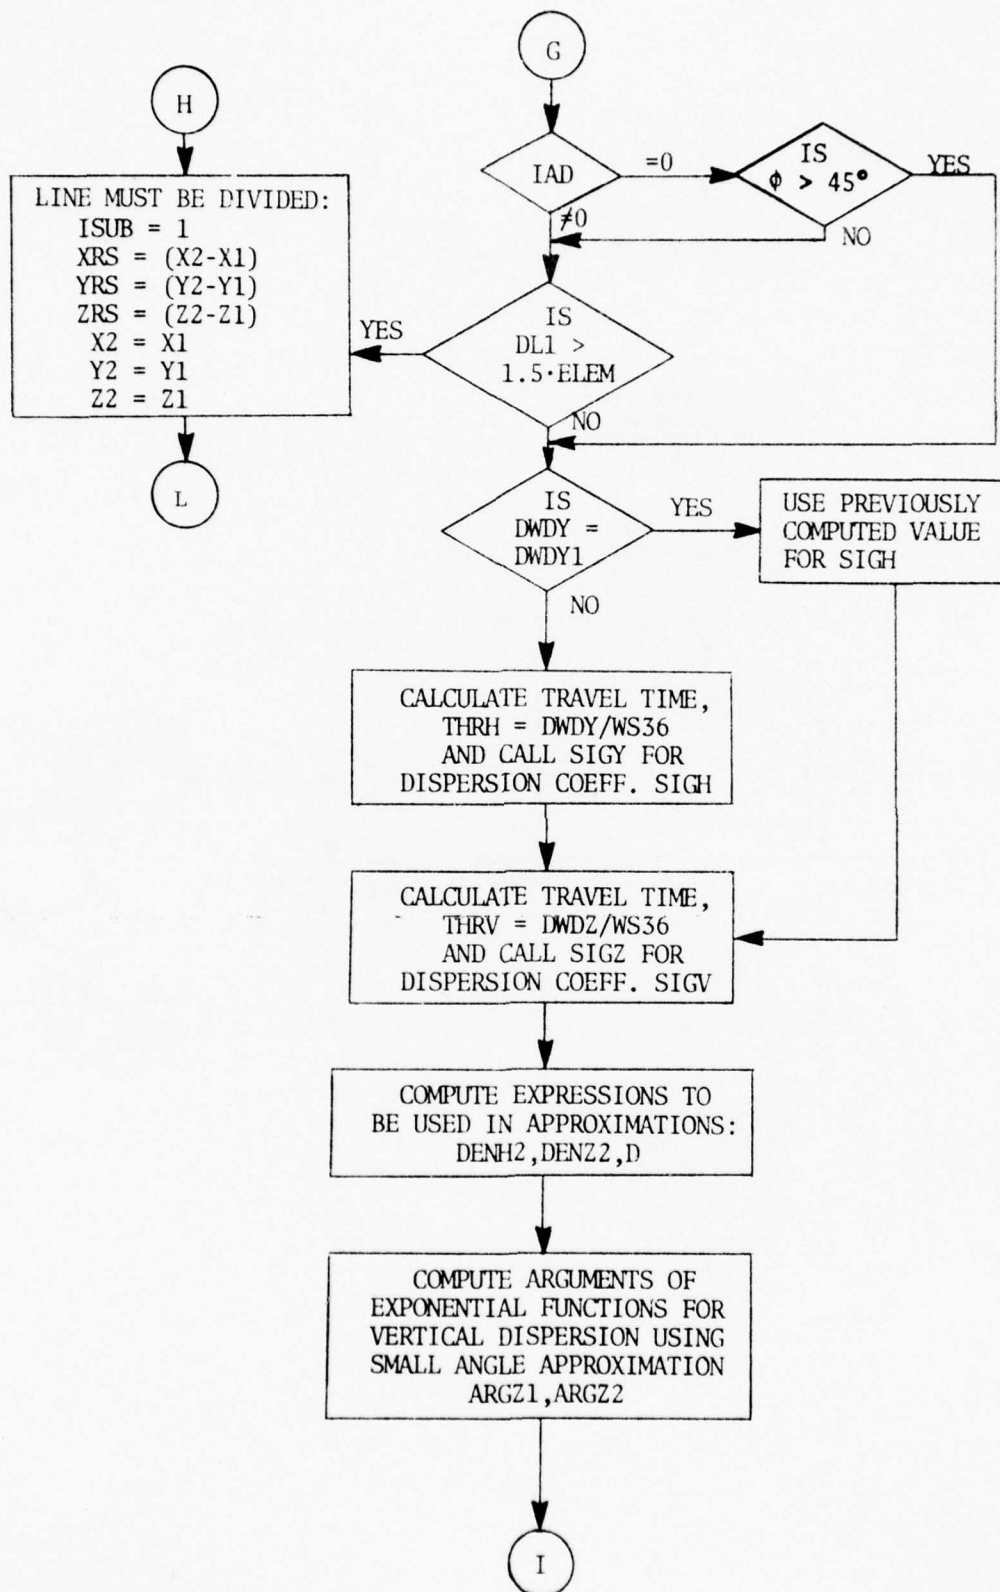 G
H
IAD
=0
IS
ϕ > 45°
YES
≠0
NO
LINE MUST BE DIVIDED:
ISUB = 1
XRS = (X2-X1)
YRS = (Y2-Y1)
ZRS = (Z2-Z1)
X2 = X1
Y2 = Y1
Z2 = Z1
YES
IS
DL1 >
1.5·ELEM
NO
L
IS
DWDY =
DWDY1
YES
USE PREVIOUSLY
COMPUTED VALUE
FOR SIGH
NO
CALCULATE TRAVEL TIME,
THRH = DWDY/WS36
AND CALL SIGY FOR
DISPERSION COEFF. SIGH
CALCULATE TRAVEL TIME,
THRV = DWDZ/WS36
AND CALL SIGZ FOR
DISPERSION COEFF. SIGV
COMPUTE EXPRESSIONS TO
BE USED IN APPROXIMATIONS:
DENH2,DENZ2,D
COMPUTE ARGUMENTS OF
EXPONENTIAL FUNCTIONS FOR
VERTICAL DISPERSION USING
SMALL ANGLE APPROXIMATION
ARGZ1,ARGZ2
I